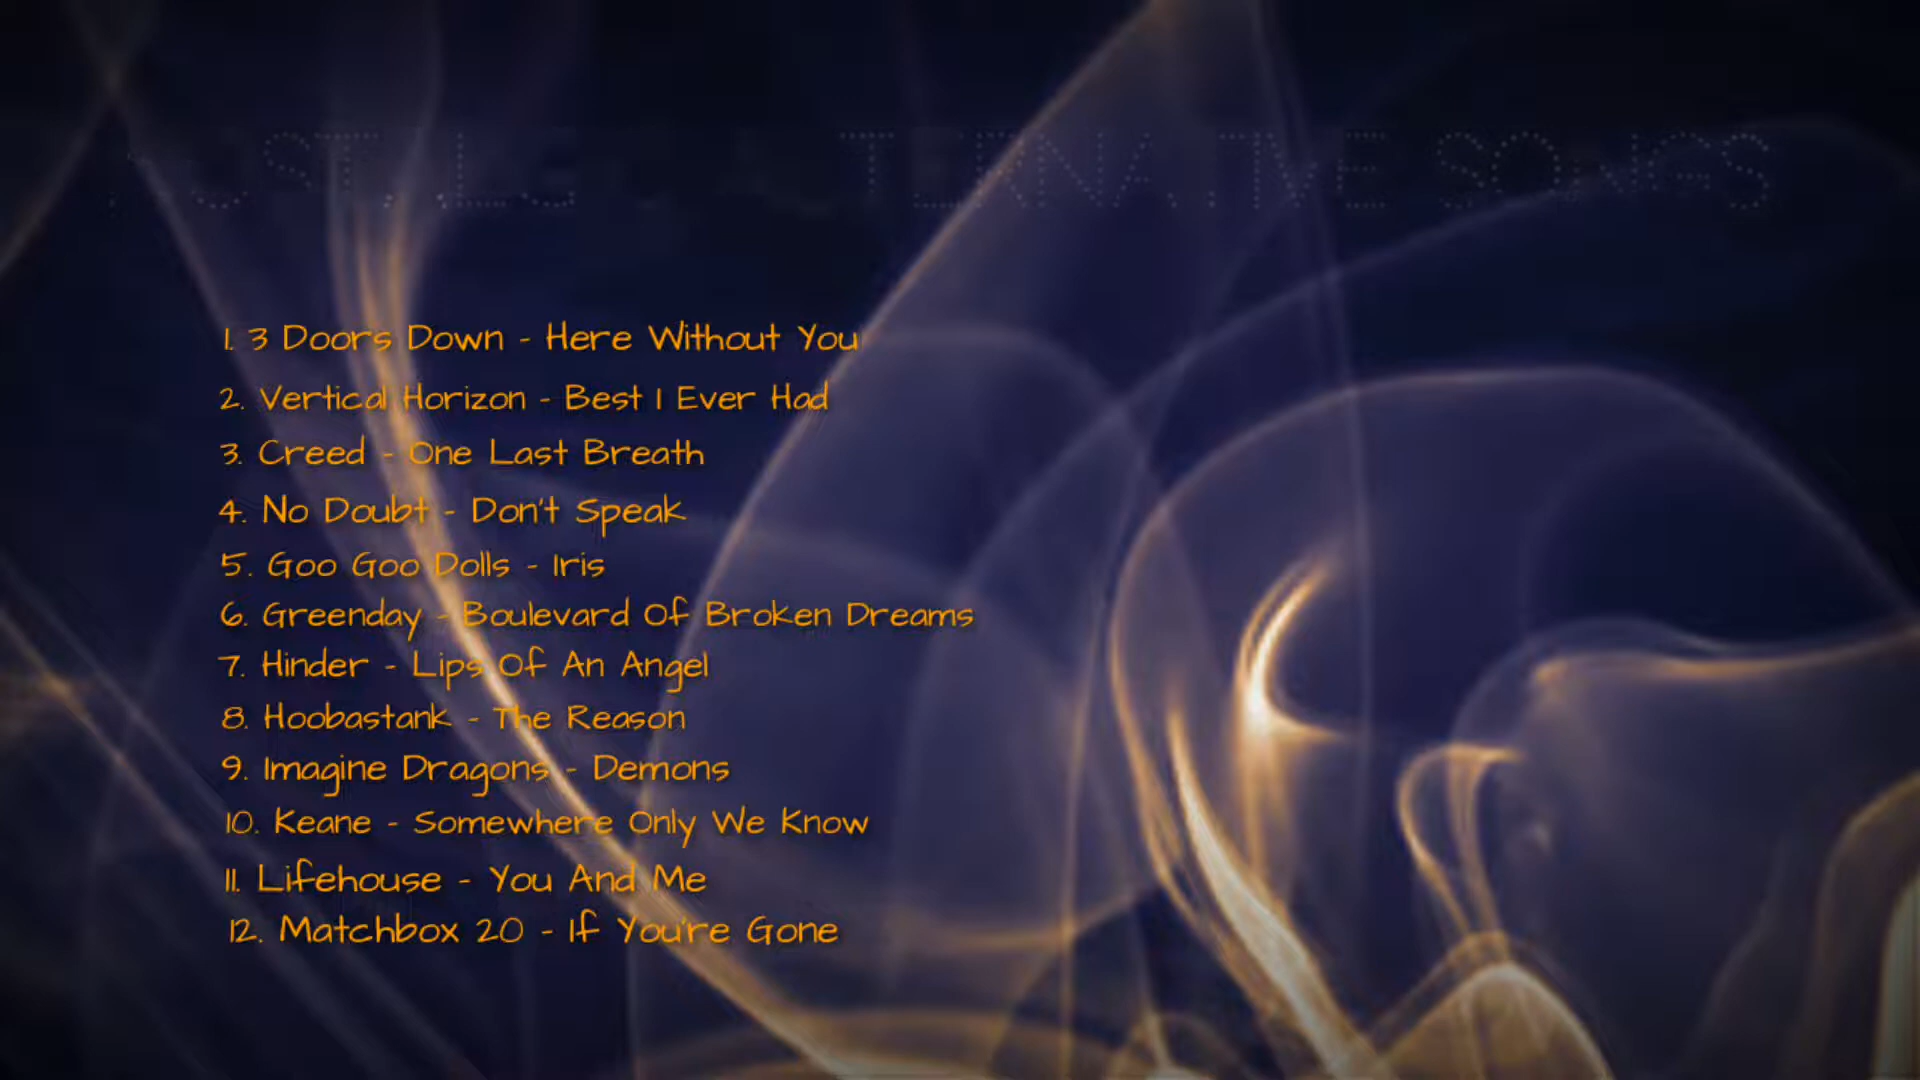 ALTERNATIVE SONGS
1. 3 Doors Down - Here Without You
2. Vertical Horizon - Best I Ever Had
3. Creed - One Last Breath
4. No Doubt - Don't Speak
5. Goo Goo Dolls - Iris
6. Greenday - Boulevard Of Broken Dreams
7. Hinder - Lips Of An Angel
8. Hoobastank - The Reason
9. Imagine Dragons - Demons
10. Keane - Somewhere Only We Know
11. Lifehouse - You And Me
12. Matchbox 20 - If You're Gone